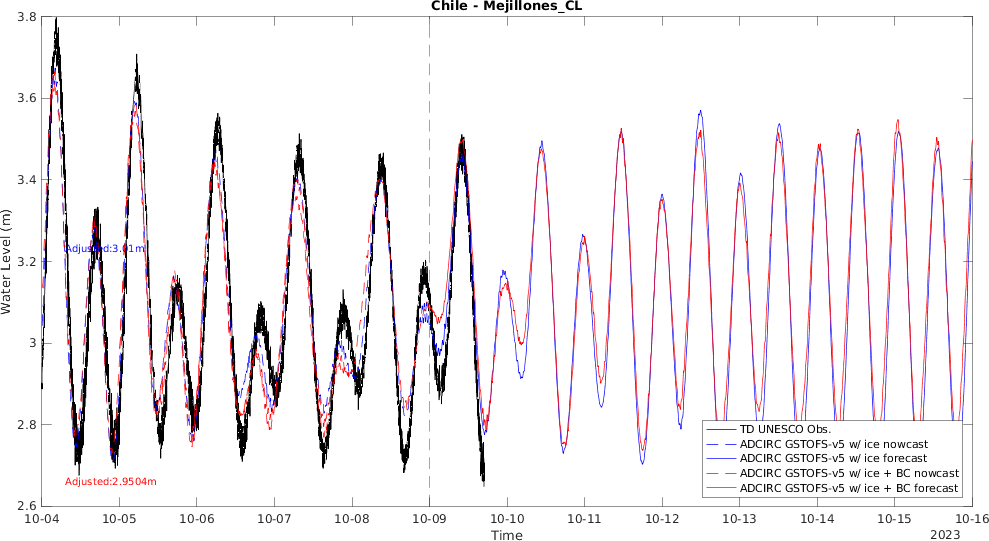 Chile - Mejillones_CL
3.8
3.6
3.4
3.2
3
2.8
2.6
Water Level (m)
Adjusted:3.01m
Adjusted:2.9504m
TD UNESCO Obs.
ADCIRC GSTOFS-v5 w/ ice nowcast
ADCIRC GSTOFS-v5 w/ ice forecast
ADCIRC GSTOFS-v5 w/ ice + BC nowcast
ADCIRC GSTOFS-v5 w/ ice + BC forecast
10-04 10-05 10-06 10-07 10-08 10-09 10-10 10-11 10-12 10-13 10-14 10-15 10-16
Time
2023